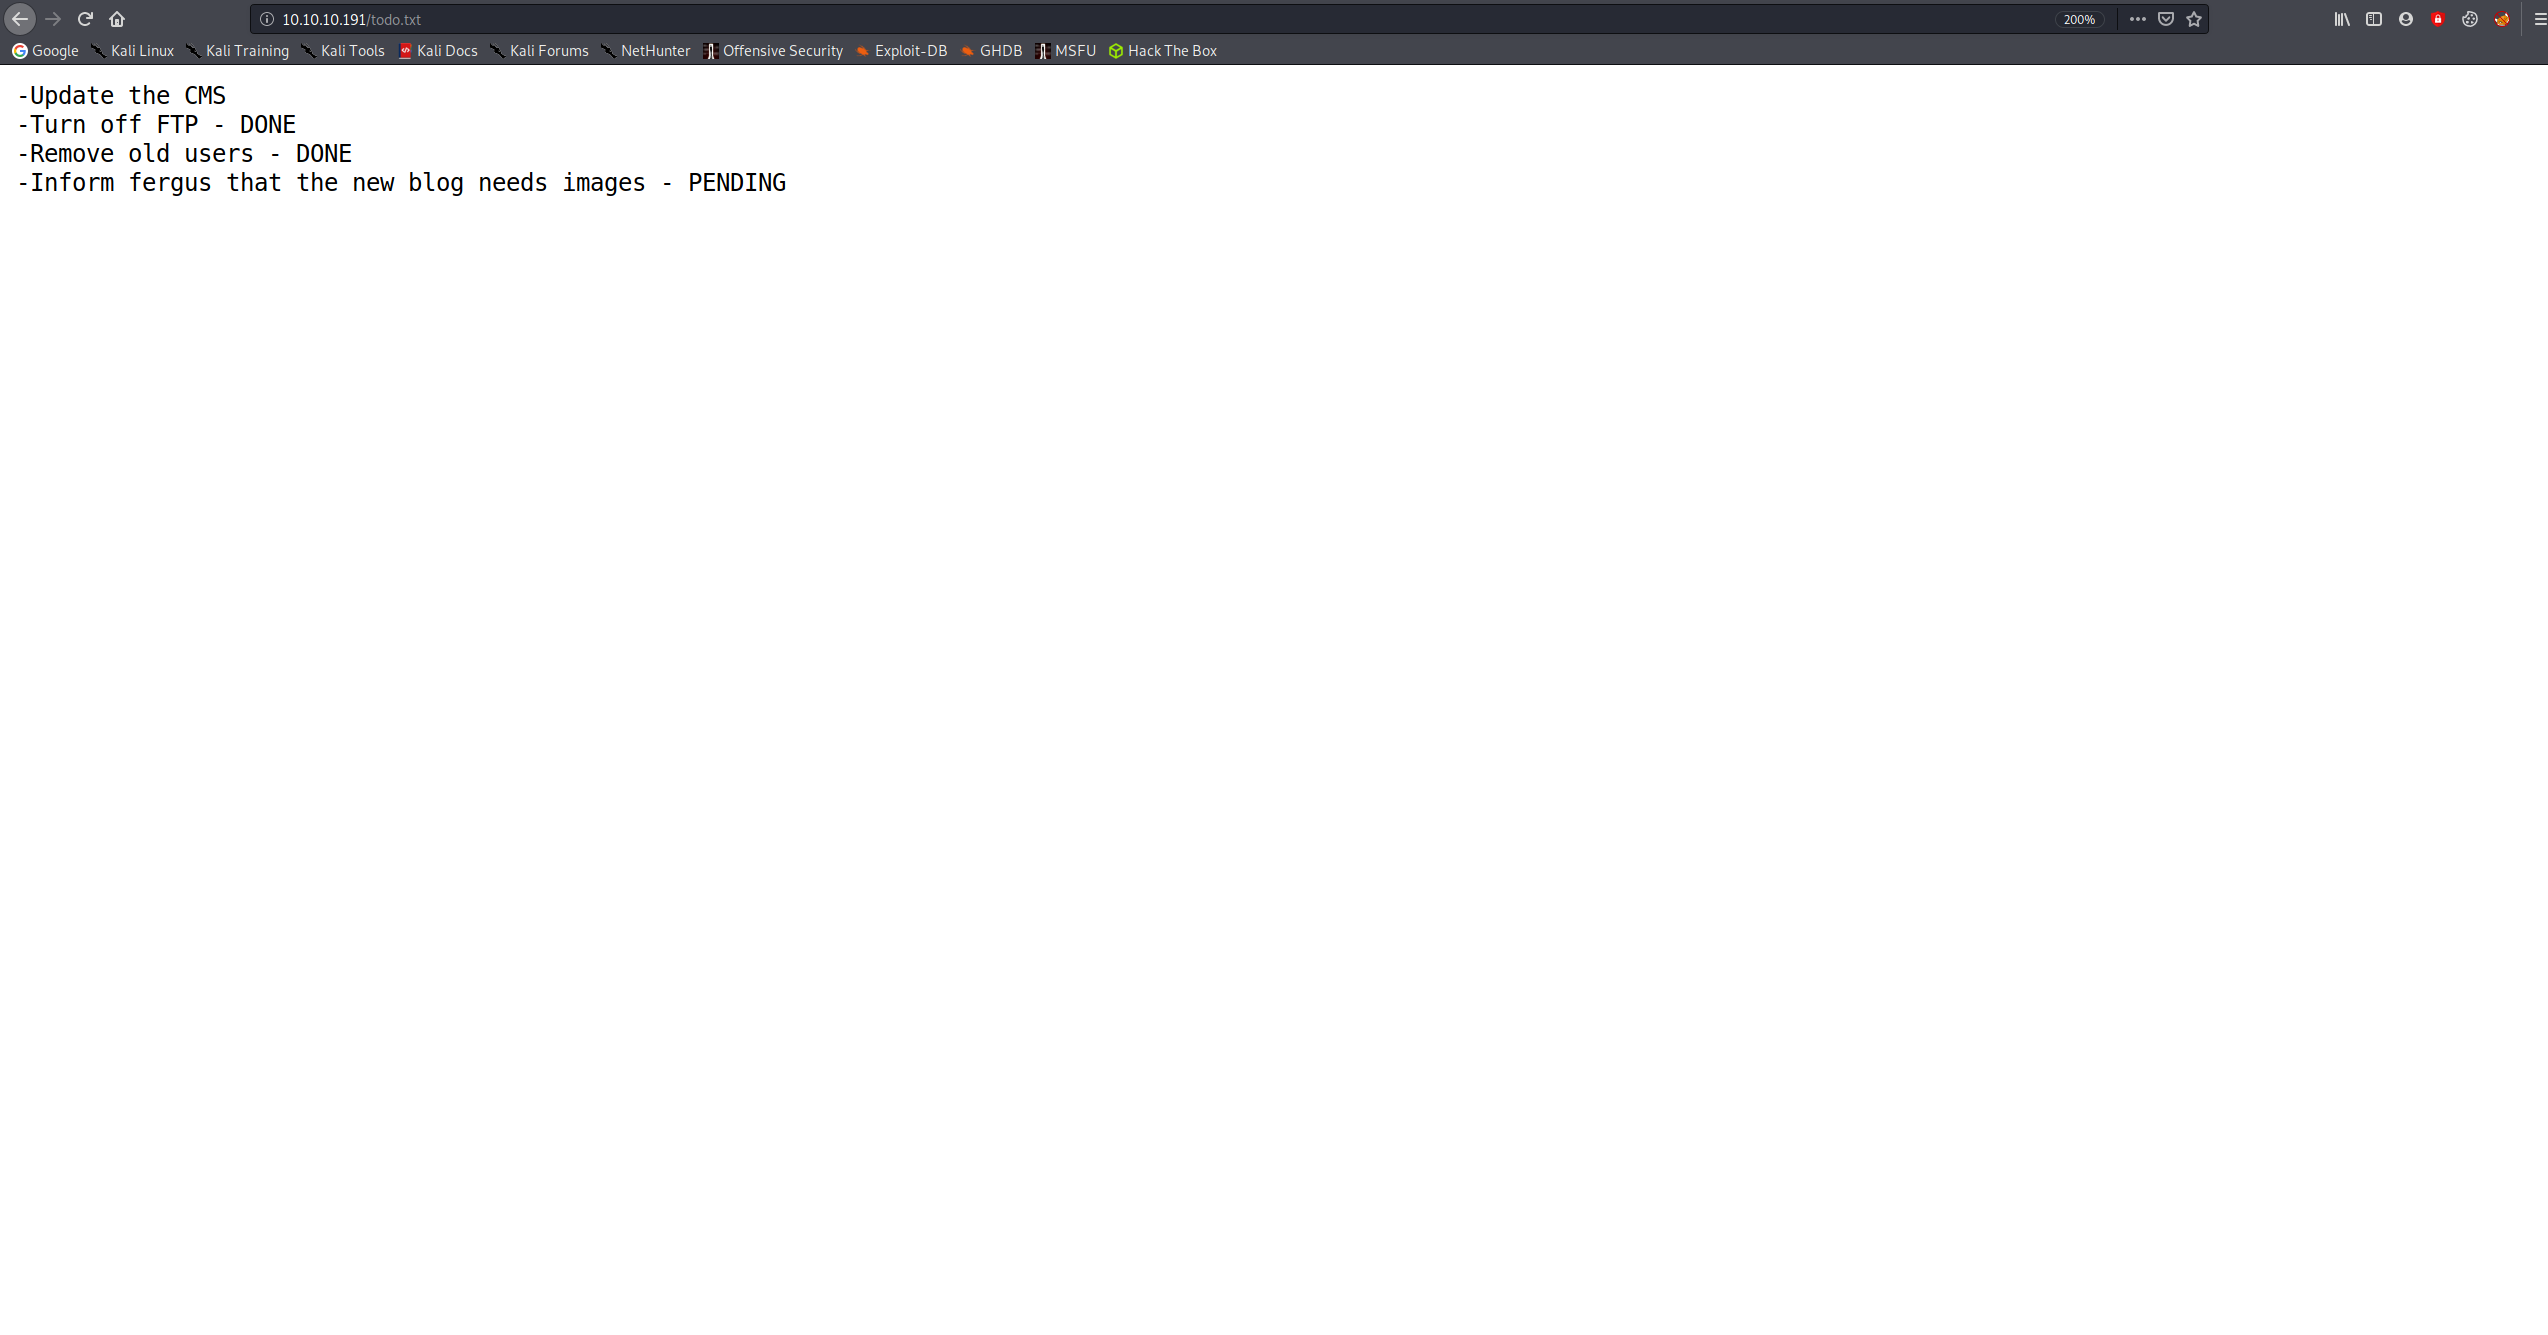 10.10.10.191/todo.txt
200%
Google Kali Linux Kali Training Kali Tools Kali Docs Kali Forums NetHunter Offensive Security Exploit-DB GHDB MSFU Hack The Box
-Update the CMS
-Turn off FTP - DONE
-Remove old users - DONE
-Inform fergus that the new blog needs images - PENDING